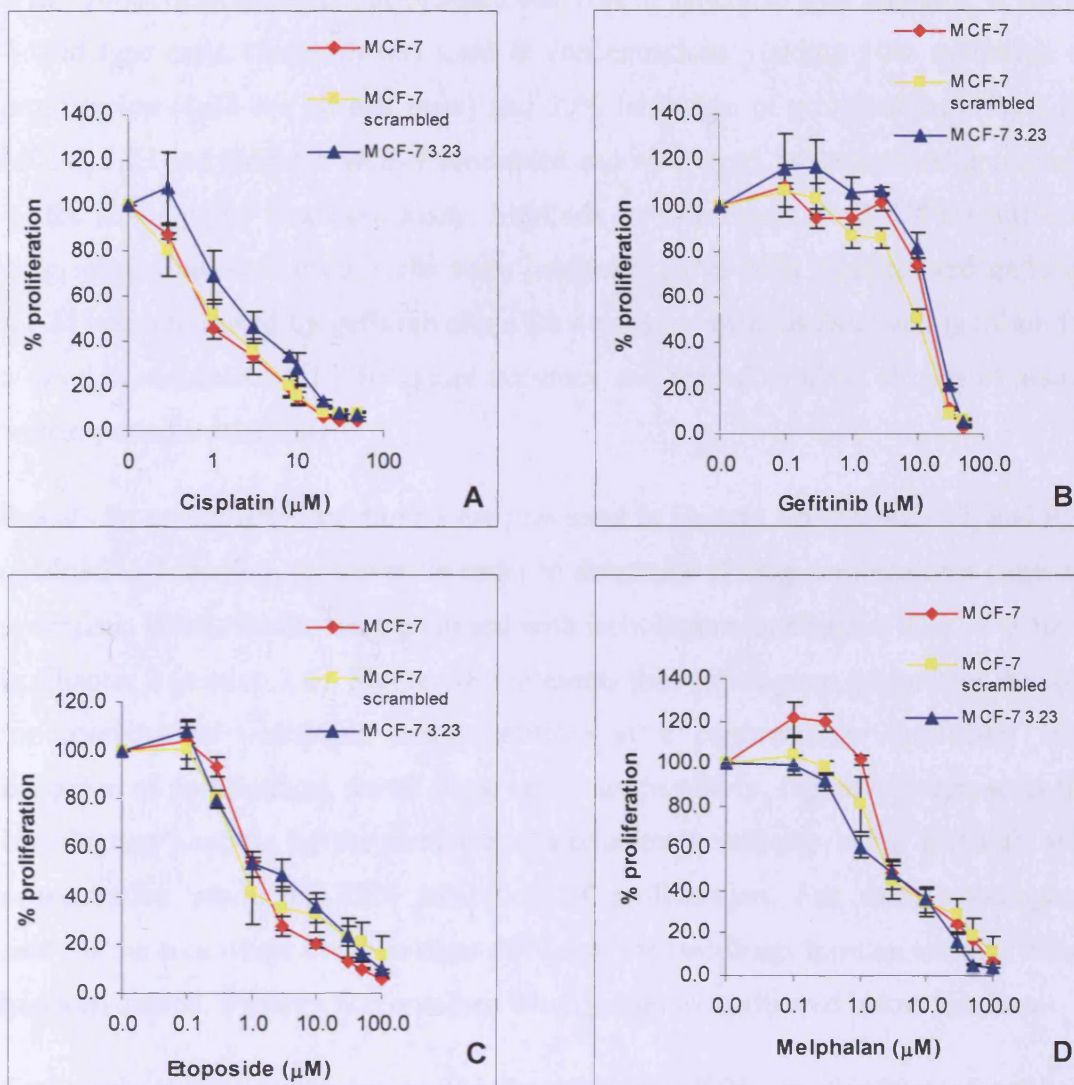 MCF-7
MCF-7
scrambled
MCF-7 3.23
140.0
120.0
100.0
80.0
60.0
40.0
20.0
0.0
% proliferation
0
1
10
100
Cisplatin (µM)
A
MCF-7
MCF-7
scrambled
MCF-7 3.23
140.0
120.0
100.0
80.0
60.0
40.0
20.0
0.0
% proliferation
0.0
0.1
1.0
10.0
100.0
Gefitinib (µM)
B
MCF-7
MCF-7
scrambled
MCF-7 3.23
140.0
120.0
100.0
80.0
60.0
40.0
20.0
0.0
% proliferation
0.0
0.1
1.0
10.0
100.0
Etoposide (µM)
C
MCF-7
MCF-7
scrambled
MCF-7 3.23
140.0
120.0
100.0
80.0
60.0
40.0
20.0
0.0
% proliferation
0.0
0.1
1.0
10.0
100.0
Melphalan (µM)
D